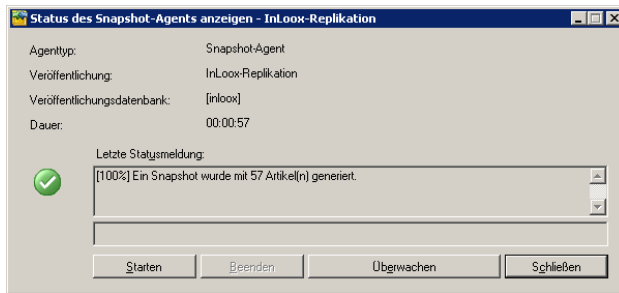 Status des Snapshot-Agents anzeigen - InLoox-Replikation
Agenttyp: Snapshot-Agent
Veröffentlichung: InLoox-Replikation
Veröffentlichungsdatenbank: [inloox]
Dauer: 00:00:57
Letzte Statusmeldung:
[100%] Ein Snapshot wurde mit 57 Artikel(n) generiert.
Starten Beenden Überwachen Schließen